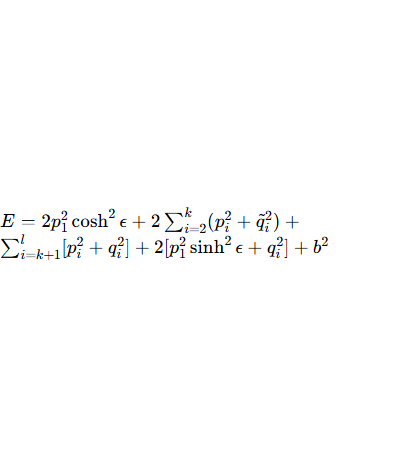 $E = 2p_1^2 \cosh^2 \epsilon + 2 \sum_{i=2}^{k} (p_i^2 + \tilde{q}_i^2) +$
$\sum_{i=k+1}^{l} [p_i^2 + q_i^2] + 2[p_1^2 \sinh^2 \epsilon + q_i^2] + b^2$